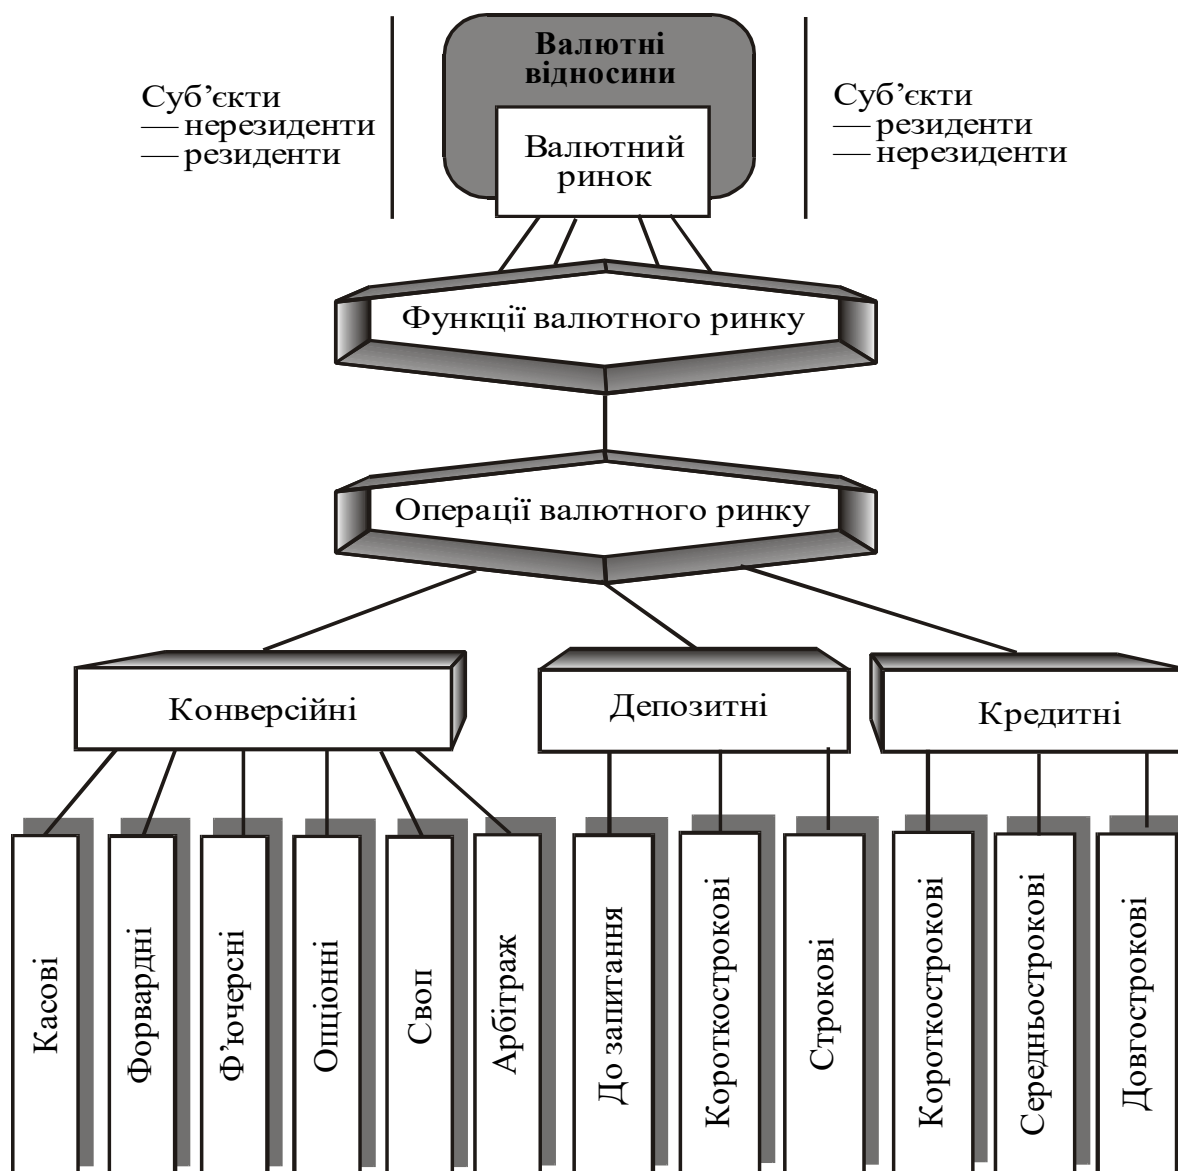 Валютні
відносини
Суб’єкти
— нерезиденти
— резиденти
Валютний
ринок
Суб’єкти
— резиденти
— нерезиденти
Функції валютного ринку
Операції валютного ринку
Конверсійні
Депозитні
Кредитні
Касові
Форвардні
Ф’ючерсні
Опціонні
Своп
Арбітраж
До запитання
Короткострокові
Строкові
Короткострокові
Середньострокові
Довгострокові